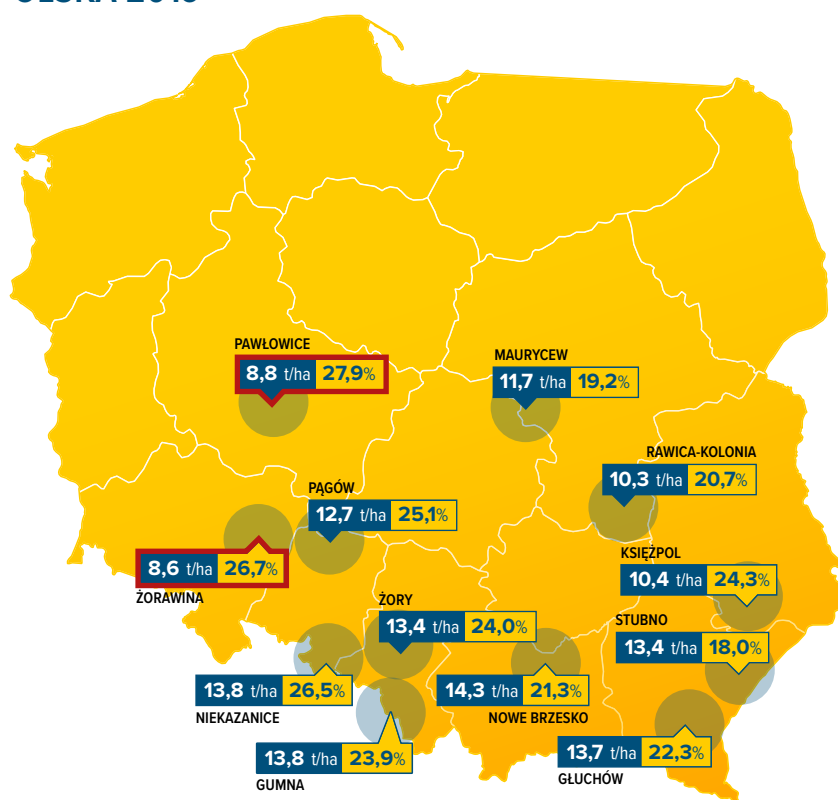 PAWŁOWICE
8,8 t/ha 27,9%
MAURYCEW
11,7 t/ha 19,2%
RAWICA-KOLONIA
10,3 t/ha 20,7%
PĄGÓW
12,7 t/ha 25,1%
8,6 t/ha 26,7%
ŻORAWINA
KSIĘŻPOL
10,4 t/ha 24,3%
ŻORY
13,4 t/ha 24,0%
STUBNO
13,4 t/ha 18,0%
13,8 t/ha 26,5%
NIEKAZANICE
14,3 t/ha 21,3%
NOWE BRZESKO
13,8 t/ha 23,9%
GUMNA
13,7 t/ha 22,3%
GŁUCHÓW